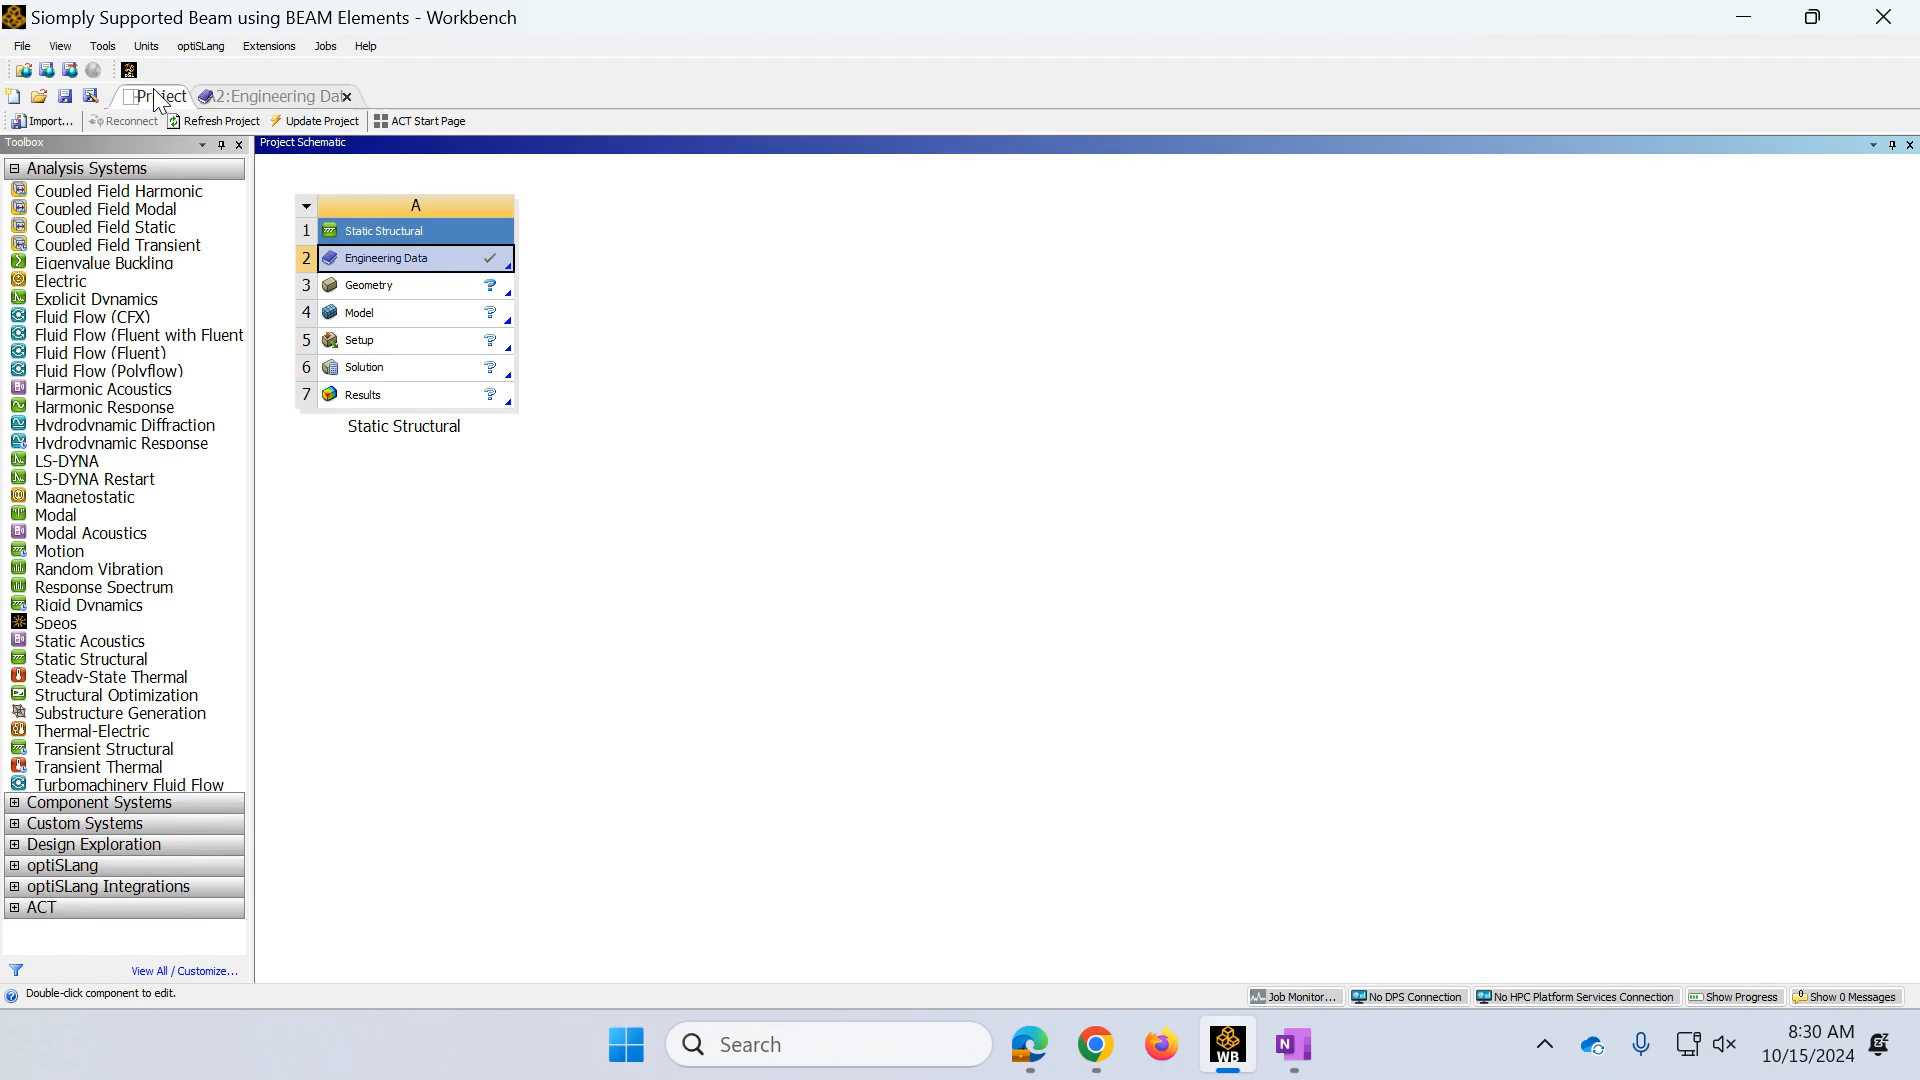 Siomply Supported Beam using BEAM Elements - Workbench
File View Tools Units optiSLang Extensions Jobs Help
Project A2:Engineering Dat
Import... Reconnect Refresh Project Update Project ACT Start Page
Toolbox
Project Schematic
Analysis Systems
Coupled Field Harmonic
Coupled Field Modal
Coupled Field Static
Coupled Field Transient
Eigenvalue Buckling
Electric
Explicit Dynamics
Fluid Flow (CFX)
Fluid Flow (Fluent with Fluent
Fluid Flow (Fluent)
Fluid Flow (Polyflow)
Harmonic Acoustics
Harmonic Response
Hydrodynamic Diffraction
Hydrodynamic Response
LS-DYNA
LS-DYNA Restart
Magnetostatic
Modal
Modal Acoustics
Motion
Random Vibration
Response Spectrum
Rigid Dynamics
Speos
Static Acoustics
Static Structural
Steady-State Thermal
Structural Optimization
Substructure Generation
Thermal-Electric
Transient Structural
Transient Thermal
Turbomachinery Fluid Flow
Component Systems
Custom Systems
Design Exploration
optiSLang
optiSLang Integrations
ACT
View All / Customize...
A
1 Static Structural
2 Engineering Data
3 Geometry ?
4 Model ?
5 Setup ?
6 Solution ?
7 Results ?
Static Structural
Double-click component to edit.
Job Monitor... No DPS Connection No HPC Platform Services Connection Show Progress Show 0 Messages
Search
WB
N
8:30 AM
10/15/2024